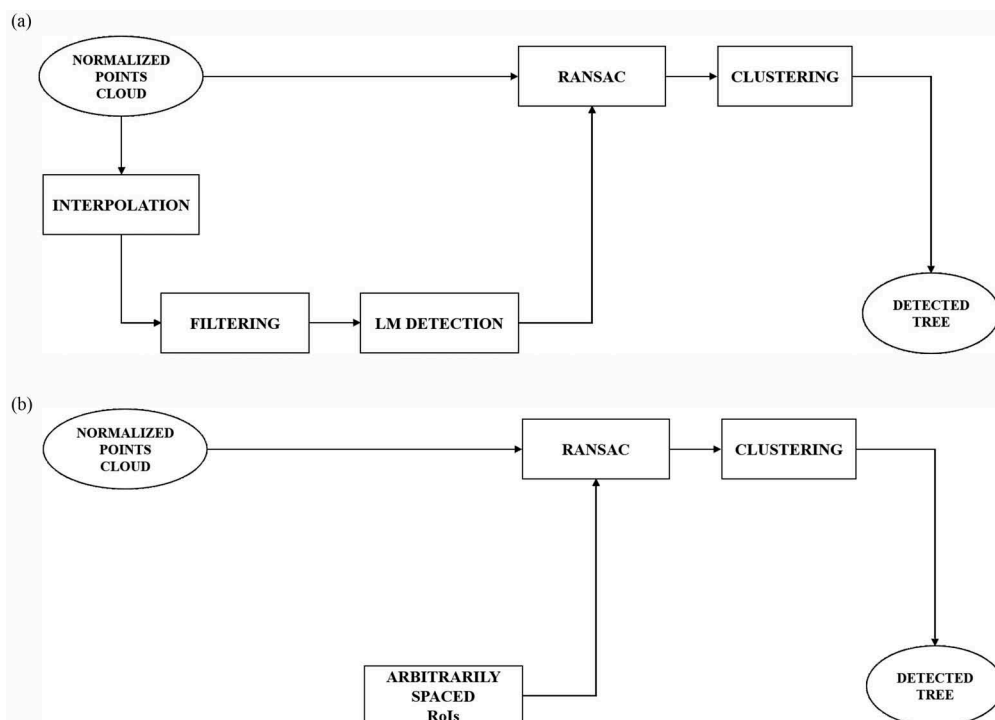 (a)
NORMALIZED
POINTS
CLOUD
RANSAC
CLUSTERING
INTERPOLATION
FILTERING
LM DETECTION
DETECTED
TREE
(b)
NORMALIZED
POINTS
CLOUD
RANSAC
CLUSTERING
ARBITRARILY
SPACED
RoIs
DETECTED
TREE